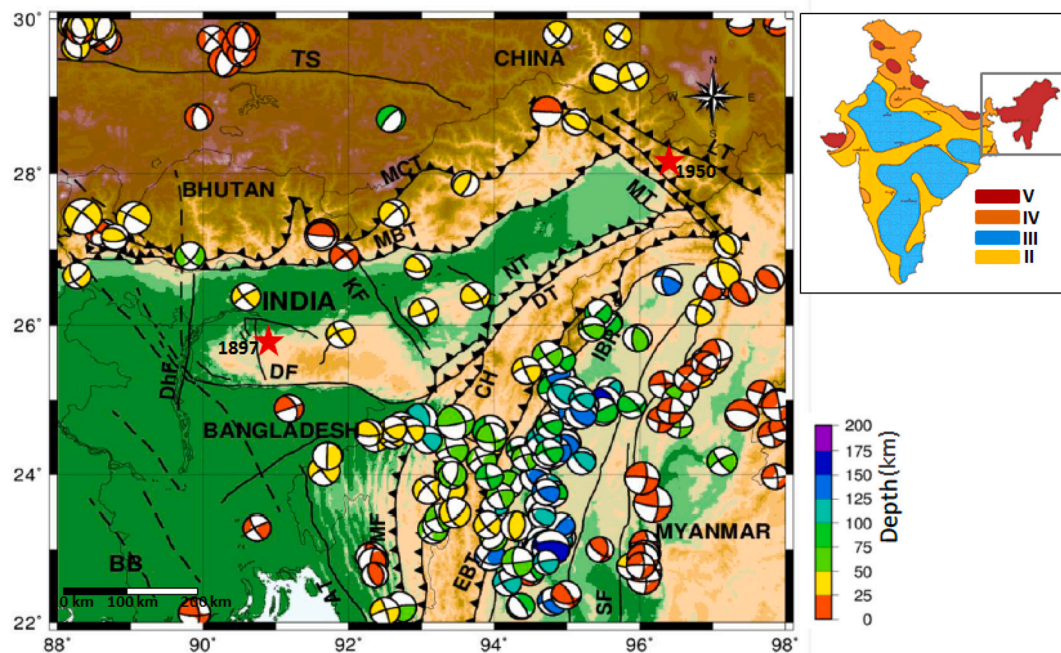 30°
28°
26°
24°
22°
88
90
92
94
96
98
TS
CHINA
N
W
E
S
LT
1950
MCT
BHUTAN
MT
MBT
NT
KF
INDIA
DT
1897
IBR
DhF
DF
CH
BANGLADESH
MF
MYANMAR
BB
EBT
SF
0 km 100 km 200 km
V
IV
III
II
200
175
150
125
100
75
50
25
0
Depth(km)